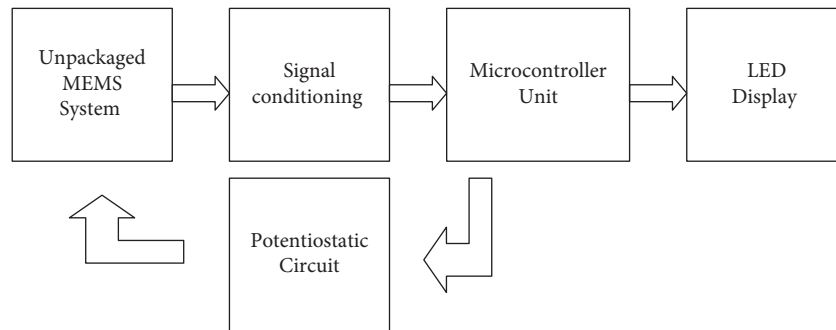 Unpackaged
MEMS
System
Signal
conditioning
Microcontroller
Unit
LED
Display
Potentiostatic
Circuit